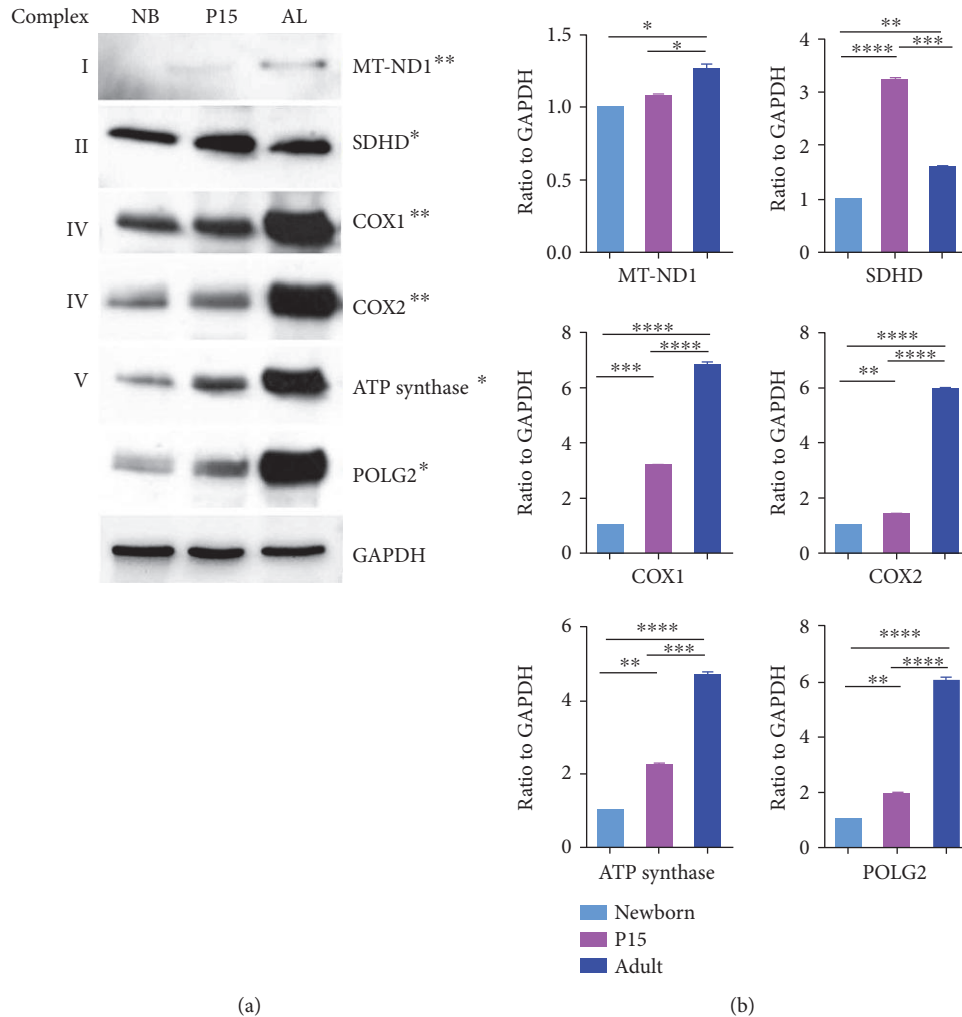 Complex NB P15 AL
I MT-ND1**
II SDHD*
IV COX1**
IV COX2**
V ATP synthase*
POLG2*
GAPDH
(a)
Ratio to GAPDH
1.5
1.0
0.5
0.0
*
*
MT-ND1
Ratio to GAPDH
4
3
2
1
0
**
**** ***
SDHD
Ratio to GAPDH
8
6
4
2
0
****
****
***
COX1
Ratio to GAPDH
8
6
4
2
0
****
****
**
COX2
Ratio to GAPDH
6
4
2
0
****
***
**
ATP synthase
Ratio to GAPDH
8
6
4
2
0
****
****
**
POLG2
Newborn
P15
Adult
(b)